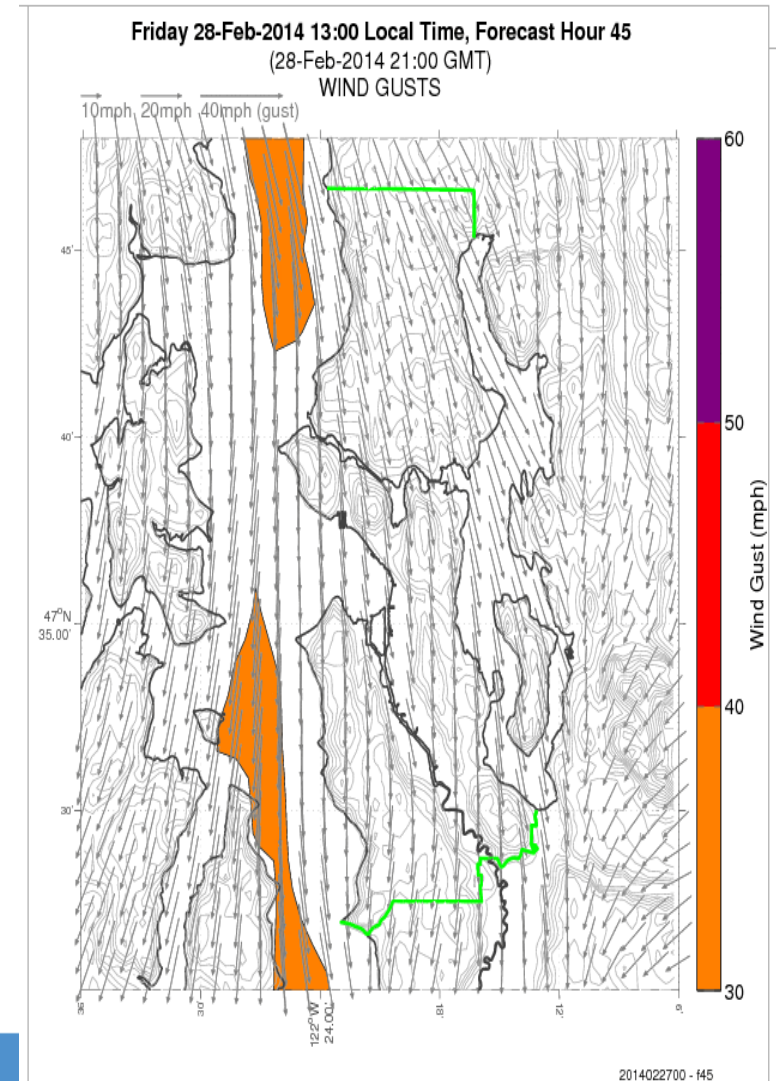 Friday 28-Feb-2014 13:00 Local Time, Forecast Hour 45
(28-Feb-2014 21:00 GMT)
WIND GUSTS
10mph 20mph 40mph (gust)
60
45'
50
40'
Wind Gust (mph)
47°N
35.00'
40
30'
30
36'
30'
122°W
24.00'
18'
12'
6'
2014022700 - f45